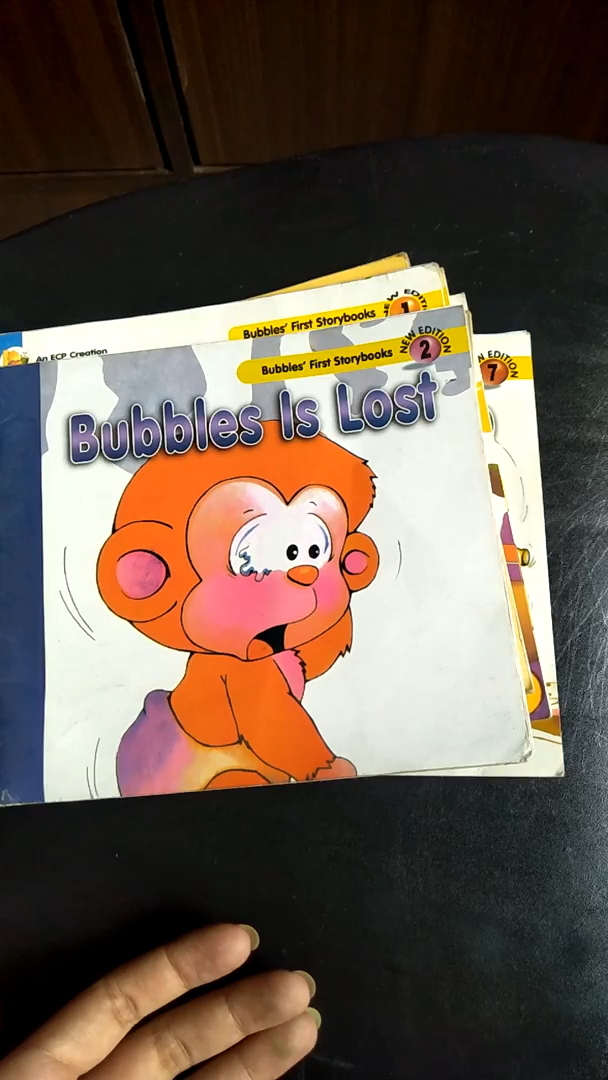 NEW EDITION
1
Bubbles' First Storybooks
An ECP Creation
NEW EDITION
2
Bubbles' First Storybooks
EDITION
7
Bubbles Is Lost